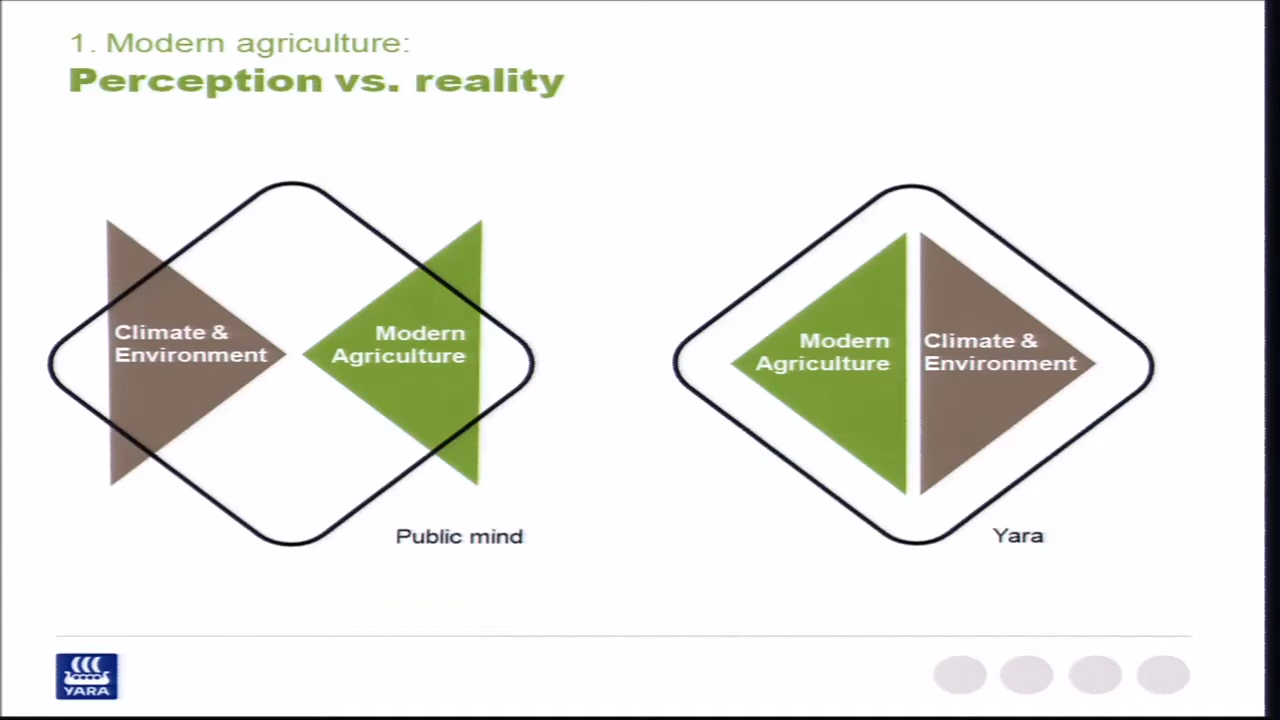 1. Modern agriculture:
Perception vs. reality
Climate &
Environment
Modern
Agriculture
Public mind
Modern
Agriculture
Climate &
Environment
Yara
YARA